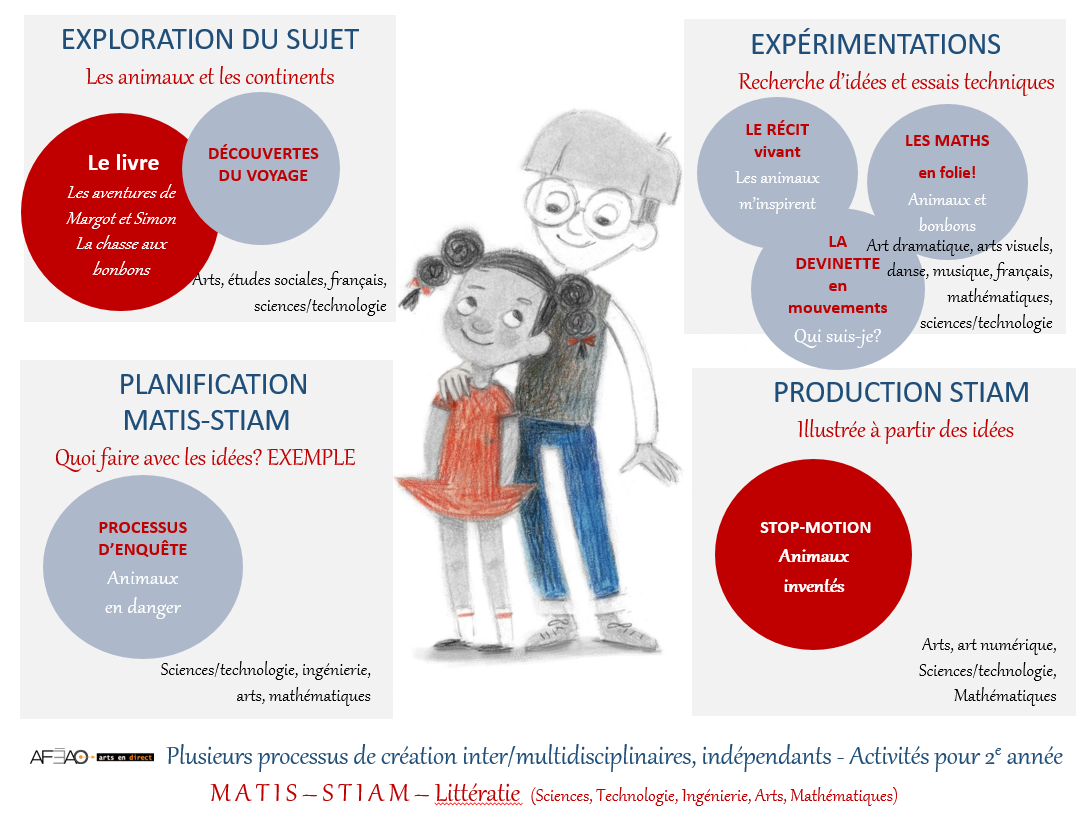 EXPLORATION DU SUJET
Les animaux et les continents
Le livre
Les aventures de
Margot et Simon
La chasse aux
bonbons
DÉCOUVERTES
DU VOYAGE
Arts, études sociales, français,
sciences/technologie
EXPÉRIMENTATIONS
Recherche d'idées et essais techniques
LE RÉCIT
vivant
Les animaux
m'inspirent
LES MATHS
en folie!
Animaux et
bonbons
LA
DEVINETTE
en
mouvements
Qui suis-je?
Art dramatique, arts visuels,
danse, musique, français,
mathématiques,
sciences/technologie
PLANIFICATION
MATIS-STIAM
Quoi faire avec les idées? EXEMPLE
PROCESSUS
D'ENQUÊTE
Animaux
en danger
Sciences/technologie, ingénierie,
arts, mathématiques
PRODUCTION STIAM
Illustrée à partir des idées
STOP-MOTION
Animaux
inventés
Arts, art numérique,
Sciences/technologie,
Mathématiques
AFEAO arts en direct Plusieurs processus de création inter/multidisciplinaires, indépendants - Activités pour 2e année
MATIS – STIAM – Littératie (Sciences, Technologie, Ingénierie, Arts, Mathématiques)